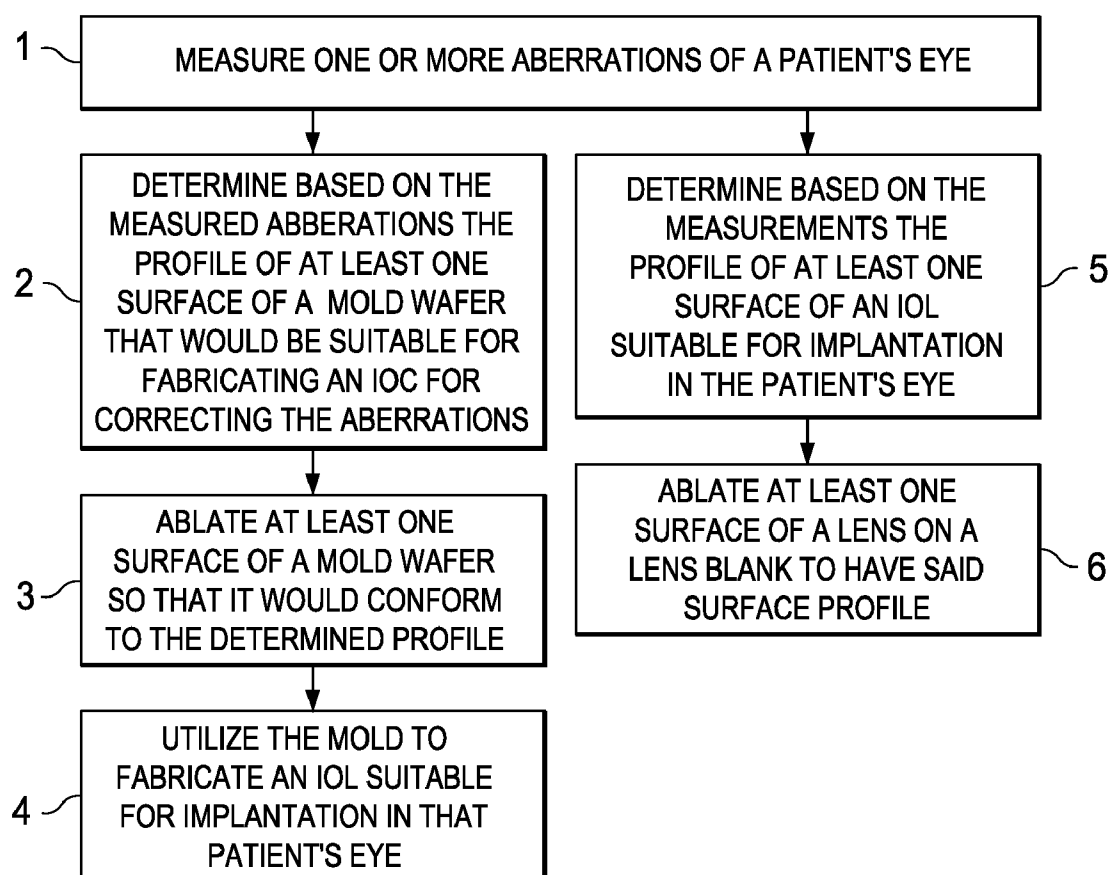 1
MEASURE ONE OR MORE ABERRATIONS OF A PATIENT'S EYE
2
DETERMINE BASED ON THE
MEASURED ABBERATIONS THE
PROFILE OF AT LEAST ONE
SURFACE OF A MOLD WAFER
THAT WOULD BE SUITABLE FOR
FABRICATING AN IOC FOR
CORRECTING THE ABERRATIONS
3
ABLATE AT LEAST ONE
SURFACE OF A MOLD WAFER
SO THAT IT WOULD CONFORM
TO THE DETERMINED PROFILE
4
UTILIZE THE MOLD TO
FABRICATE AN IOL SUITABLE
FOR IMPLANTATION IN THAT
PATIENT'S EYE
DETERMINE BASED ON THE
MEASUREMENTS THE
PROFILE OF AT LEAST ONE
SURFACE OF AN IOL
SUITABLE FOR IMPLANTATION
IN THE PATIENT'S EYE
5
ABLATE AT LEAST ONE
SURFACE OF A LENS ON A
LENS BLANK TO HAVE SAID
SURFACE PROFILE
6